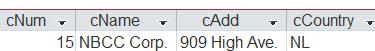 cNum cName cAdd cCountry
15 NBCC Corp. 909 High Ave. NL